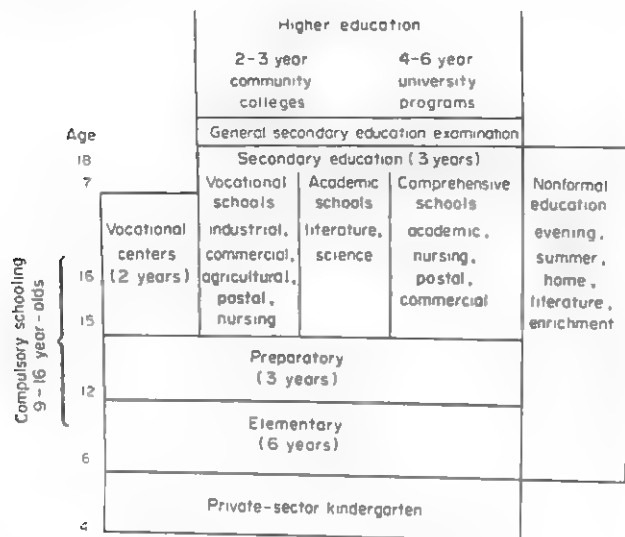 Higher education
2-3 year
community
colleges
4-6 year
university
programs
General secondary education examination
Secondary education (3 years)
Age
18
7
16
15
12
6
4
Compulsory schooling
9-16 year-olds
Vocational
centers
(2 years)
Vocational
schools
industrial,
commercial,
agricultural,
postal,
nursing
Academic
schools
literature,
science
Comprehensive
schools
academic,
nursing,
postal,
commercial
Nonformal
education
evening,
summer,
home,
literature,
enrichment
Preparatory
(3 years)
Elementary
(6 years)
Private-sector kindergarten